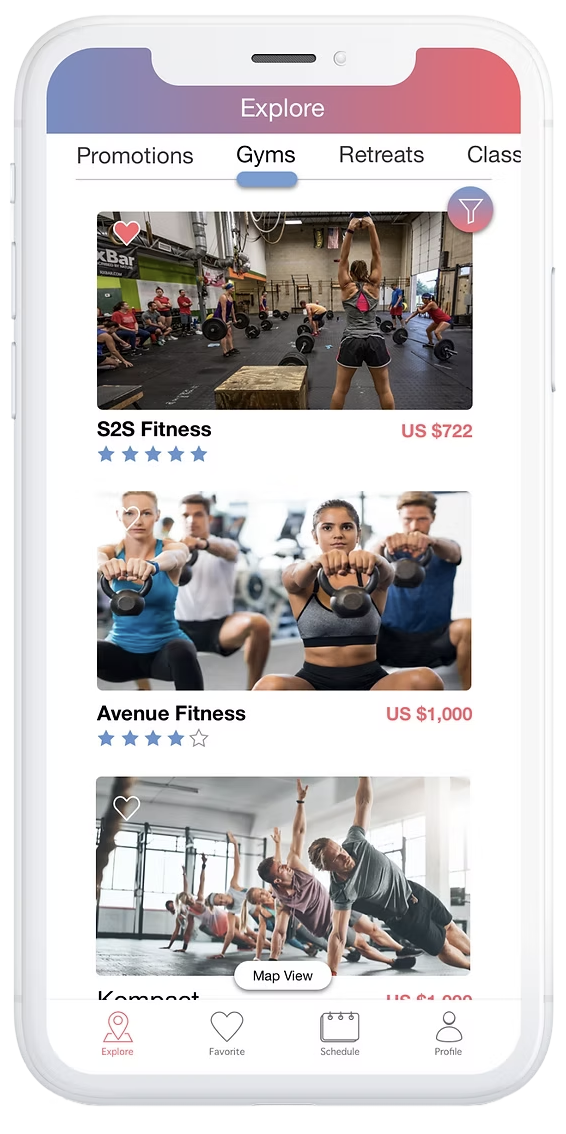 Explore
Promotions Gyms Retreats Class
xBar
S2S Fitness US $722
Avenue Fitness US $1,000
Map View
Kompact US $1,000
Explore Favorite Schedule Profile